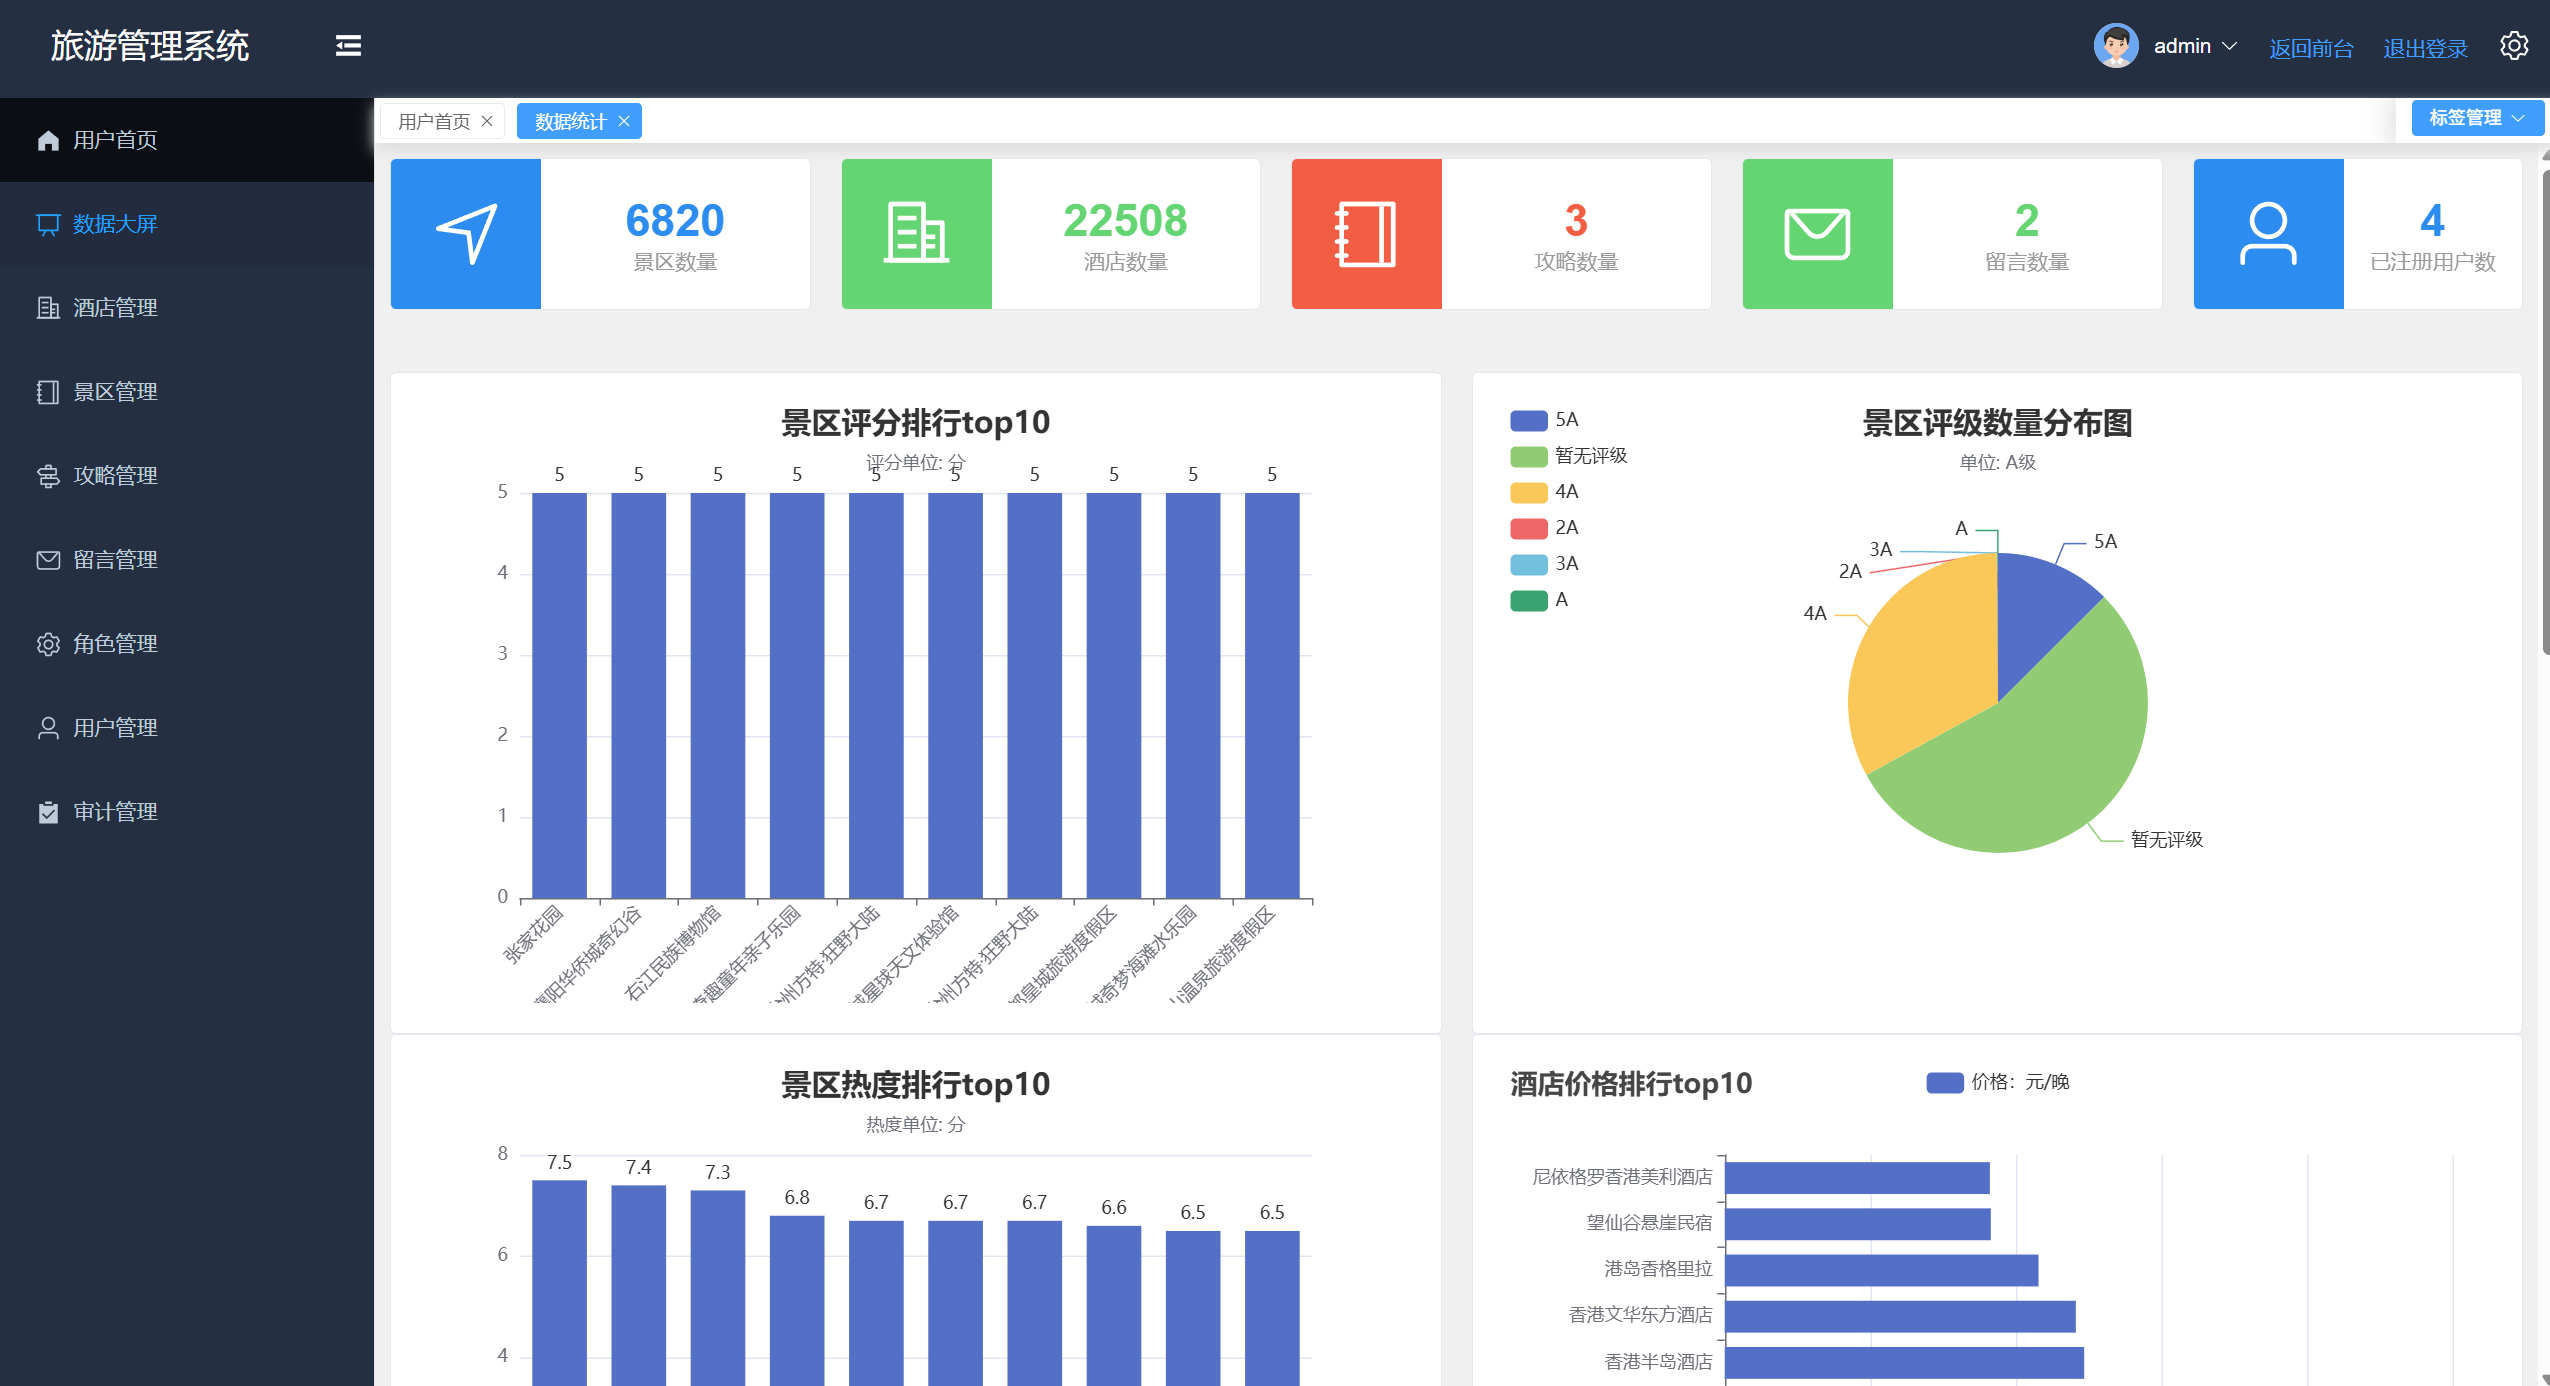 旅游管理系统
admin 返回前台 退出登录
用户首页
数据大屏
酒店管理
景区管理
攻略管理
留言管理
角色管理
用户管理
审计管理
用户首页 数据统计 标签管理
6820
景区数量
22508
酒店数量
3
攻略数量
2
留言数量
4
已注册用户数
景区评分排行top10
评分单位: 分
5 5 5 5 5 5 5 5 5 5
5
4
3
2
1
0
张家花园
襄阳华侨城奇幻谷
右江民族博物馆
趣童年亲子乐园
州方特·狂野大陆
星球天文体验馆
州方特·狂野大陆
皇城旅游度假区
奇梦海滩水乐园
温泉旅游度假区
景区评级数量分布图
单位: A级
5A
暂无评级
4A
2A
3A
A
A
5A
3A
2A
4A
暂无评级
景区热度排行top10
热度单位: 分
8
6
4
7.5 7.4 7.3 6.8 6.7 6.7 6.7 6.6 6.5 6.5
酒店价格排行top10
价格：元/晚
尼依格罗香港美利酒店
望仙谷悬崖民宿
港岛香格里拉
香港文华东方酒店
香港半岛酒店